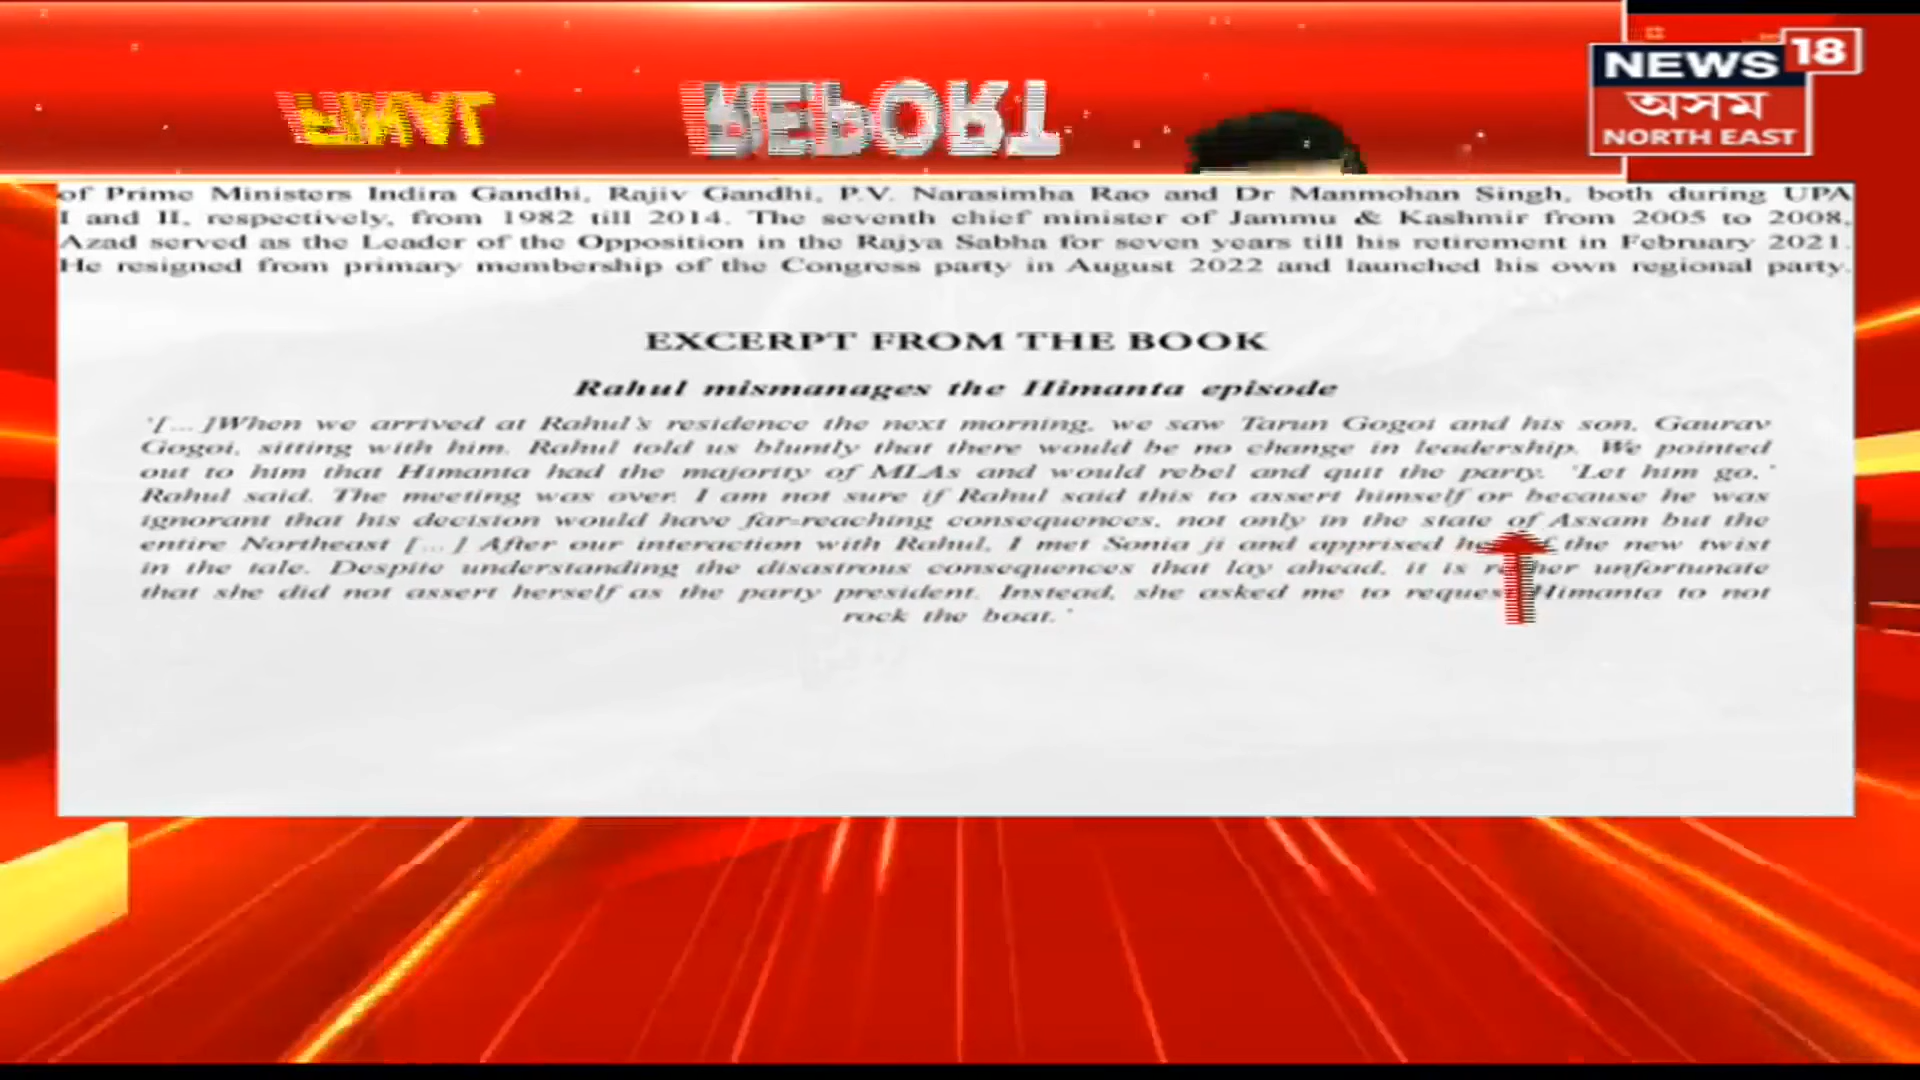 REPORT
NEWS 18
অসম
NORTH EAST
of Prime Ministers Indira Gandhi, Rajiv Gandhi, P.V. Narasimha Rao and Dr Manmohan Singh, both during UPA
I and II, respectively, from 1982 till 2014. The seventh chief minister of Jammu & Kashmir from 2005 to 2008,
Azad served as the Leader of the Opposition in the Rajya Sabha for seven years till his retirement in February 2021.
He resigned from primary membership of the Congress party in August 2022 and launched his own regional party.
EXCERPT FROM THE BOOK
Rahul mismanages the Himanta episode
'[...]When we arrived at Rahul's residence the next morning, we saw Tarun Gogoi and his son, Gaurav
Gogoi, sitting with him. Rahul told us bluntly that there would be no change in leadership. We pointed
out to him that Himanta had the majority of MLAs and would rebel and quit the party. 'Let him go,'
Rahul said. The meeting was over. I am not sure if Rahul said this to assert himself or because he was
ignorant that his decision would have far-reaching consequences, not only in the state of Assam but the
entire Northeast [...] After our interaction with Rahul, I met Sonia ji and apprised the new twist
in the tale. Despite understanding the disastrous consequences that lay ahead, it is rather unfortunate
that she did not assert herself as the party president. Instead, she asked me to request Himanta to not
rock the boat.'